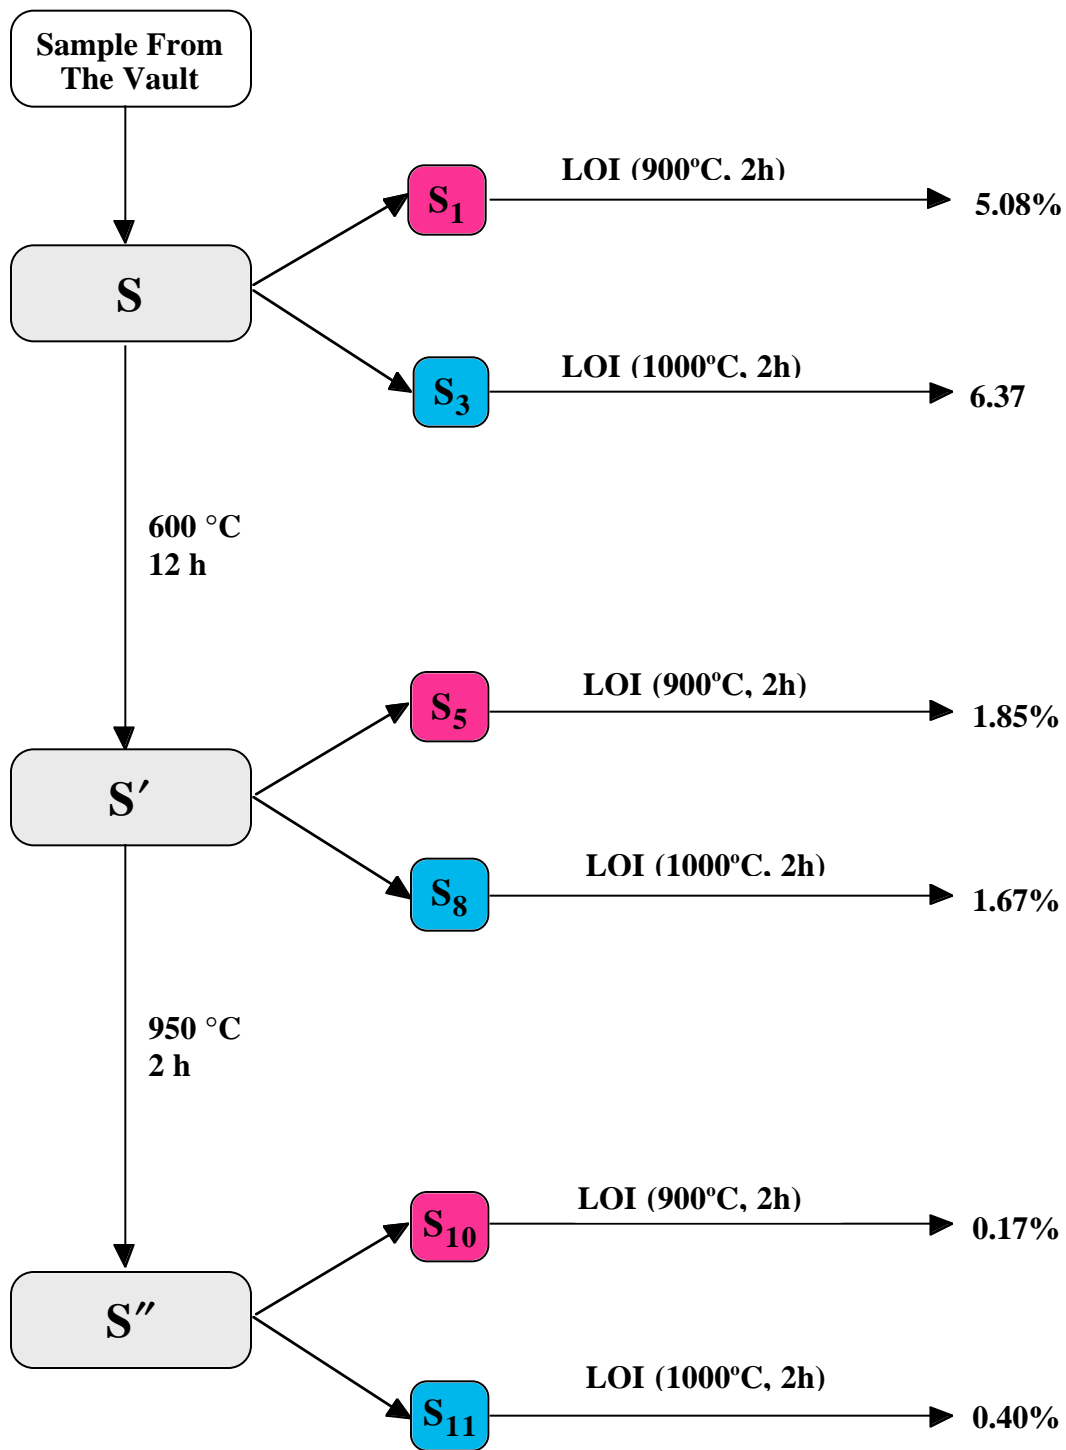 Sample From
The Vault
LOI (900ºC, 2h)
S1
5.08%
S
LOI (1000ºC, 2h)
S3
6.37
600 °C
12 h
LOI (900ºC, 2h)
S5
1.85%
S′
LOI (1000ºC, 2h)
S8
1.67%
950 °C
2 h
LOI (900ºC, 2h)
S10
0.17%
S″
LOI (1000ºC, 2h)
S11
0.40%